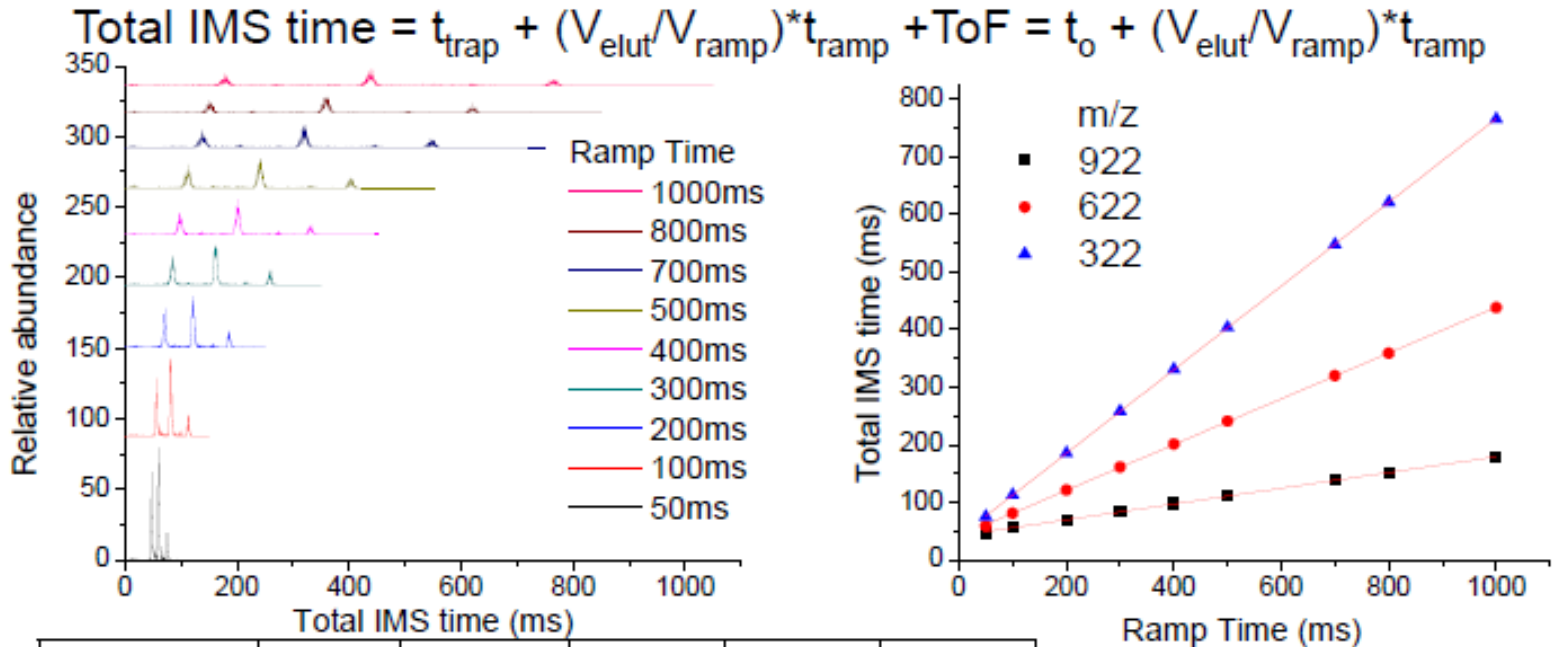 Total IMS time = t_trap + (V_elut/V_ramp)*t_ramp +ToF = t_o + (V_elut/V_ramp)*t_ramp
Relative abundance
350
300
250
200
150
100
50
0
0 200 400 600 800 1000
Total IMS time (ms)
Ramp Time
1000ms
800ms
700ms
500ms
400ms
300ms
200ms
100ms
50ms
Total IMS time (ms)
800
700
600
500
400
300
200
100
0
0 200 400 600 800 1000
Ramp Time (ms)
m/z
922
622
322